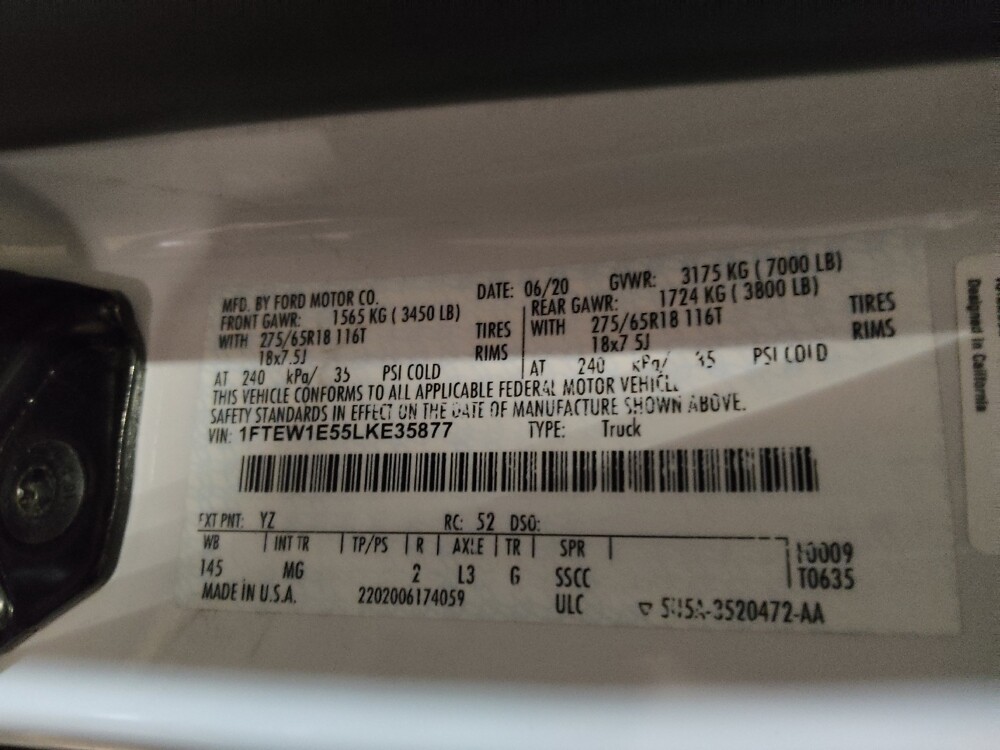 MFD. BY FORD MOTOR CO. DATE: 06/20 GVWR: 3175 KG ( 7000 LB)
FRONT GAWR: 1565 KG ( 3450 LB) REAR GAWR: 1724 KG ( 3800 LB)
WITH 275/65R18 116T TIRES WITH 275/65R18 116T TIRES
18x7.5J RIMS 18x7.5J RIMS
AT 240 kPa/ 35 PSI COLD AT 240 kPa/ 35 PSI COLD
THIS VEHICLE CONFORMS TO ALL APPLICABLE FEDERAL MOTOR VEHICLE
SAFETY STANDARDS IN EFFECT ON THE DATE OF MANUFACTURE SHOWN ABOVE.
VIN: 1FTEW1E55LKE35877 TYPE: Truck
EXT PNT: YZ RC: 52 DSO:
WB INT TR TP/PS R AXLE TR SPR 10009
145 MG 2 L3 G SSCC T0635
MADE IN U.S.A. 2202006174059 ULC
Designed in California